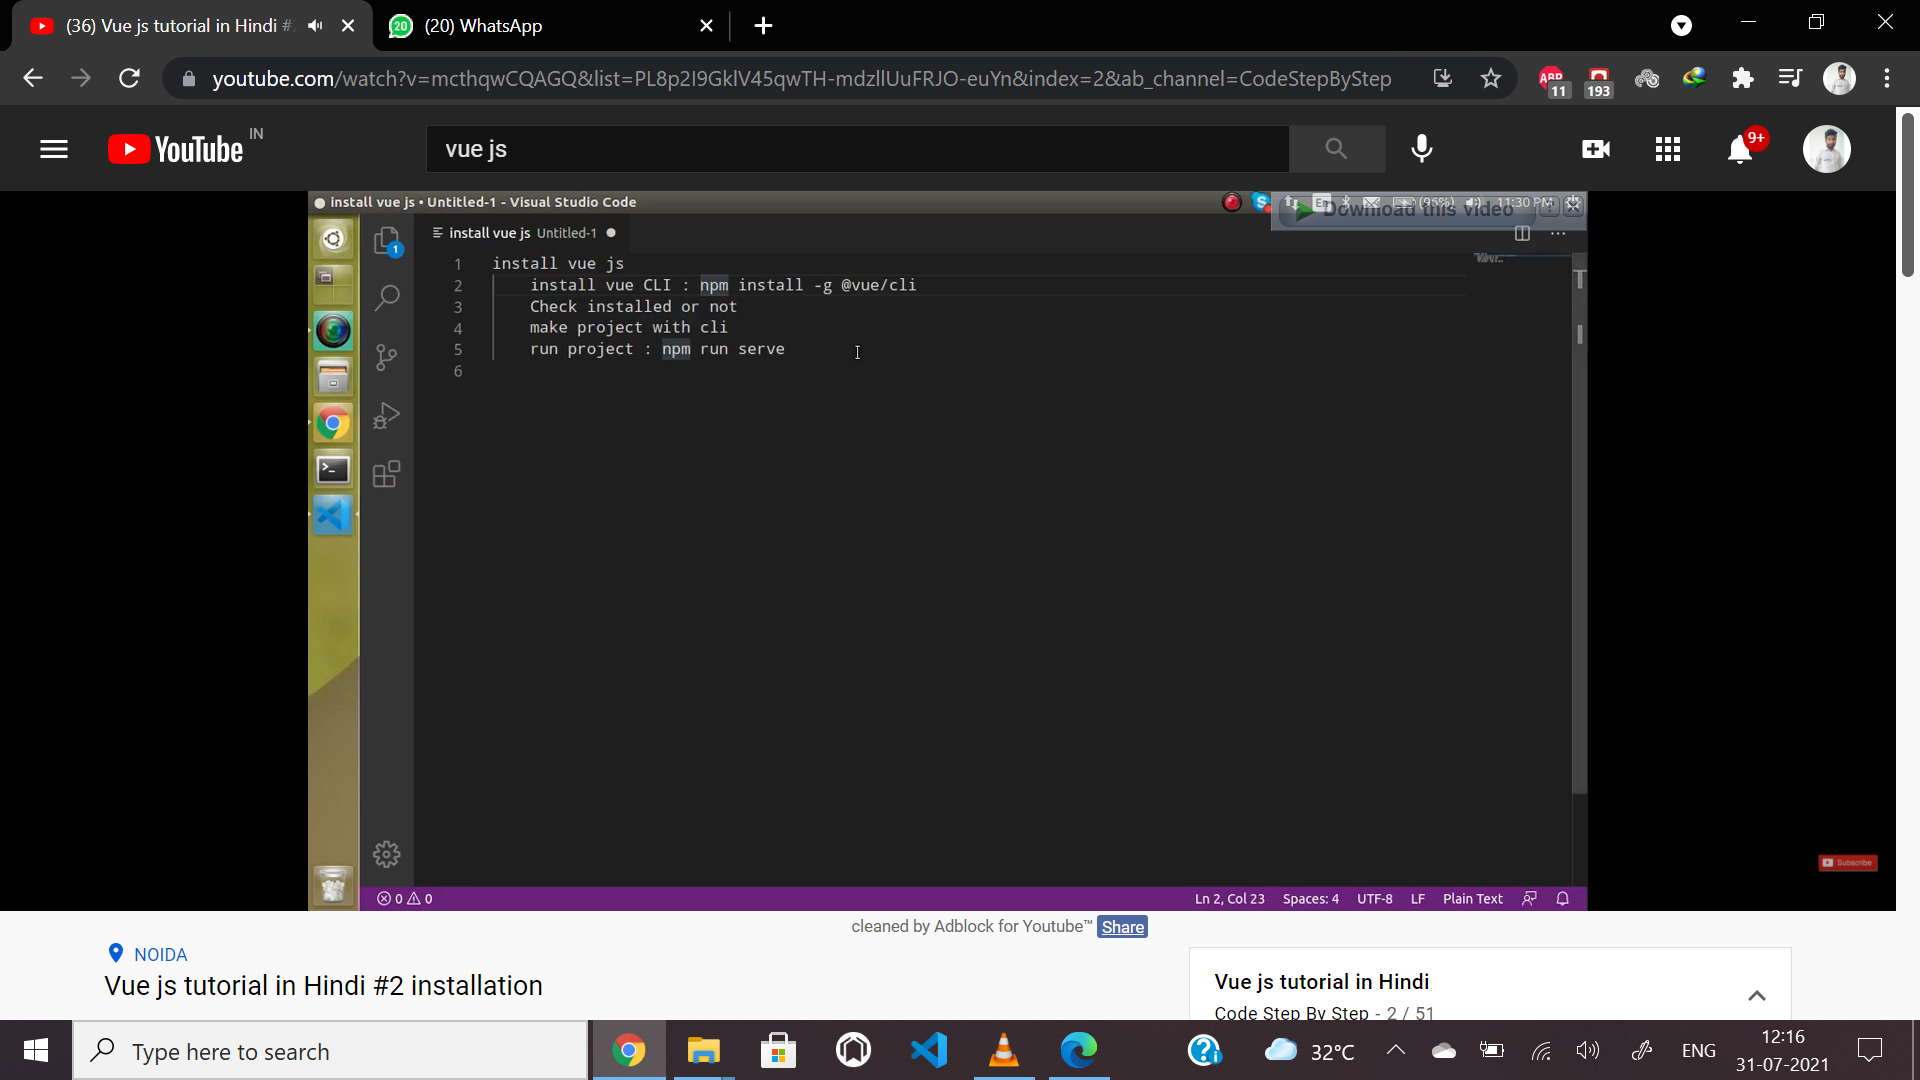 (36) Vue js tutorial in Hindi #
(20) WhatsApp
youtube.com/watch?v=mcthqwCQAGQ&list=PL8p2I9GklV45qwTH-mdzllUuFRJO-euYn&index=2&ab_channel=CodeStepByStep
ABP
11
193
YouTube IN
vue js
9+
install vue js • Untitled-1 - Visual Studio Code
En
(96%)
11:30 PM
Download this video
install vue js Untitled-1
1
1 install vue js
2 install vue CLI : npm install -g @vue/cli
3 Check installed or not
4 make project with cli
5 run project : npm run serve
6
Subscribe
0 0
Ln 2, Col 23 Spaces: 4 UTF-8 LF Plain Text
cleaned by Adblock for Youtube™ Share
NOIDA
Vue js tutorial in Hindi #2 installation
Vue js tutorial in Hindi
Code Step By Step - 2 / 51
Type here to search
32°C
ENG
12:16
31-07-2021